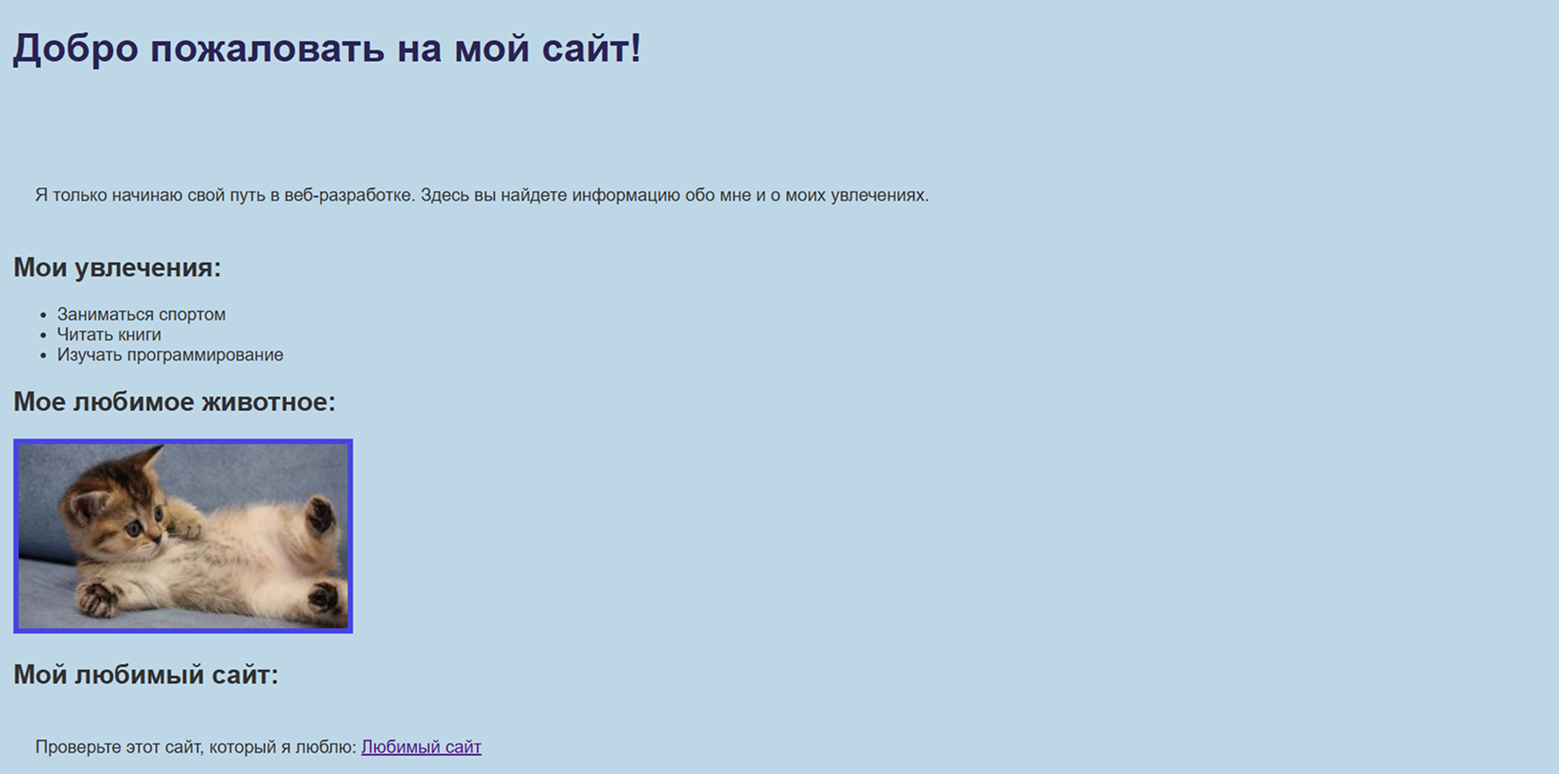 Добро пожаловать на мой сайт!
Я только начинаю свой путь в веб-разработке. Здесь вы найдете информацию обо мне и о моих увлечениях.
Мои увлечения:
• Заниматься спортом
• Читать книги
• Изучать программирование
Мое любимое животное:
Мой любимый сайт:
Проверьте этот сайт, который я люблю: Любимый сайт